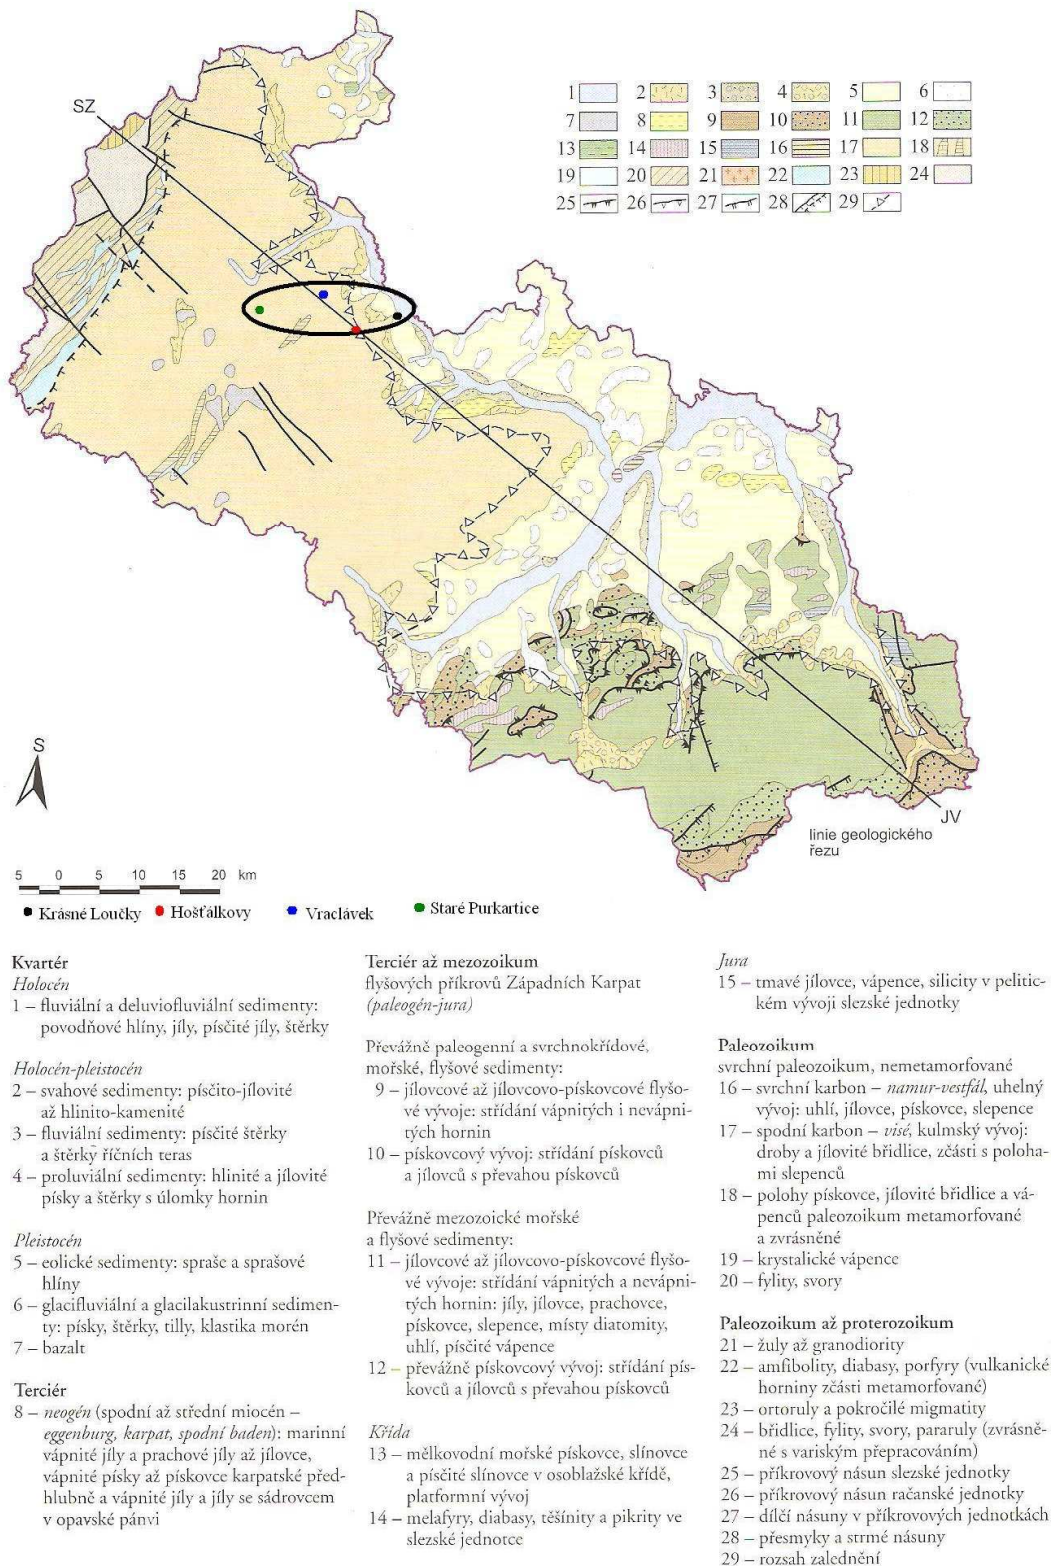 SZ
1 2 3 4 5 6
7 8 9 10 11 12
13 14 15 16 17 18
19 20 21 22 23 24
25 26 27 28 29
S
JV
linie geologického
řezu
5 0 5 10 15 20 km
Krásné Loučky Hošťálkovy Vraclávek Staré Purkartice
Kvartér
Holocén
1 – fluviální a deluviofluviální sedimenty:
povodňové hlíny, jíly, písčité jíly, štěrky
Holocén-pleistocén
2 – svahové sedimenty: písčito-jílovité
až hlinito-kamenité
3 – fluviální sedimenty: písčité štěrky
a štěrky říčních teras
4 – proluviální sedimenty: hlinité a jílovité
písky a štěrky s úlomky hornin
Pleistocén
5 – eolické sedimenty: spraše a sprašové
hlíny
6 – glacifluviální a glacilakustrinní sedimen-
ty: písky, štěrky, tilly, klastika morén
7 – bazalt
Terciér
8 – neogén (spodní až střední miocén –
eggenburg, karpat, spodní baden): marinní
vápnité jíly a prachové jíly až jílovce,
vápnité písky až pískovce karpatské před-
hlubně a vápnité jíly a jíly se sádrovcem
v opavské pánvi
Terciér až mezozoikum
flyšových příkrovů Západních Karpat
(paleogén-jura)
Převážně paleogenní a svrchnokřídové,
mořské, flyšové sedimenty:
9 – jílovcové až jílovcovo-pískovcové flyšo-
vé vývoje: střídání vápnitých i nevápni-
tých hornin
10 – pískovcový vývoj: střídání pískovců
a jílovců s převahou pískovců
Převážně mezozoické mořské
a flyšové sedimenty:
11 – jílovcové až jílovcovo-pískovcové flyšo-
vé vývoje: střídání vápnitých a nevápni-
tých hornin: jíly, jílovce, prachovce,
pískovce, slepence, místy diatomity,
uhlí, písčité vápence
12 – převážně pískovcový vývoj: střídání pís-
kovců a jílovců s převahou pískovců
Křída
13 – mělkovodní mořské pískovce, slínovce
a písčité slínovce v osoblažské křídě,
platformní vývoj
14 – melafyry, diabasy, těšínity a pikrity ve
slezské jednotce
Jura
15 – tmavé jílovce, vápence, silicity v pelitic-
kém vývoji slezské jednotky
Paleozoikum
svrchní paleozoikum, nemetamorfované
16 – svrchní karbon – namur-vestfál, uhelný
vývoj: uhlí, jílovce, pískovce, slepence
17 – spodní karbon – visé, kulmský vývoj:
droby a jílovité břidlice, zčásti s poloha-
mi slepenců
18 – polohy pískovce, jílovité břidlice a vá-
penců paleozoikum metamorfované
a zvrásněné
19 – krystalické vápence
20 – fylity, svory
Paleozoikum až proterozoikum
21 – žuly až granodiority
22 – amfibolity, diabasy, porfyry (vulkanické
horniny zčásti metamorfované)
23 – ortoruly a pokročilé migmatity
24 – břidlice, fylity, svory, pararuly (zvrásně-
né s variským přepracováním)
25 – příkrovový násun slezské jednotky
26 – příkrovový násun račanské jednotky
27 – dílčí násuny v příkrovových jednotkách
28 – přesmyky a strmé násuny
29 – rozsah zalednění